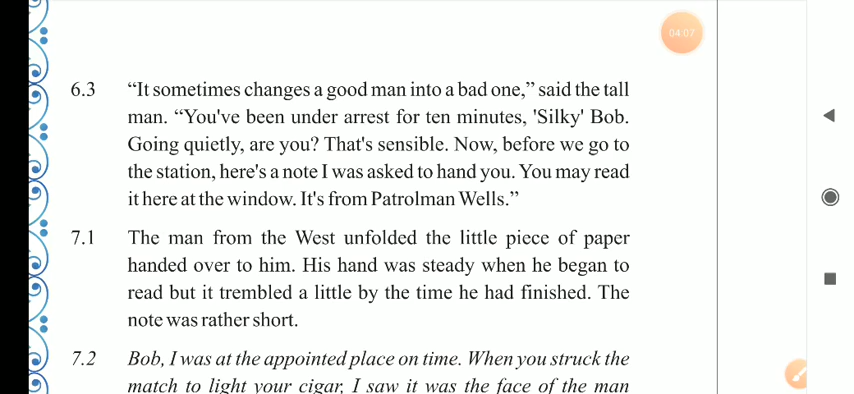 04:07
6.3 “It sometimes changes a good man into a bad one,” said the tall
man. “You've been under arrest for ten minutes, 'Silky' Bob.
Going quietly, are you? That's sensible. Now, before we go to
the station, here's a note I was asked to hand you. You may read
it here at the window. It's from Patrolman Wells.”
7.1 The man from the West unfolded the little piece of paper
handed over to him. His hand was steady when he began to
read but it trembled a little by the time he had finished. The
note was rather short.
7.2 Bob, I was at the appointed place on time. When you struck the
match to light your cigar, I saw it was the face of the man